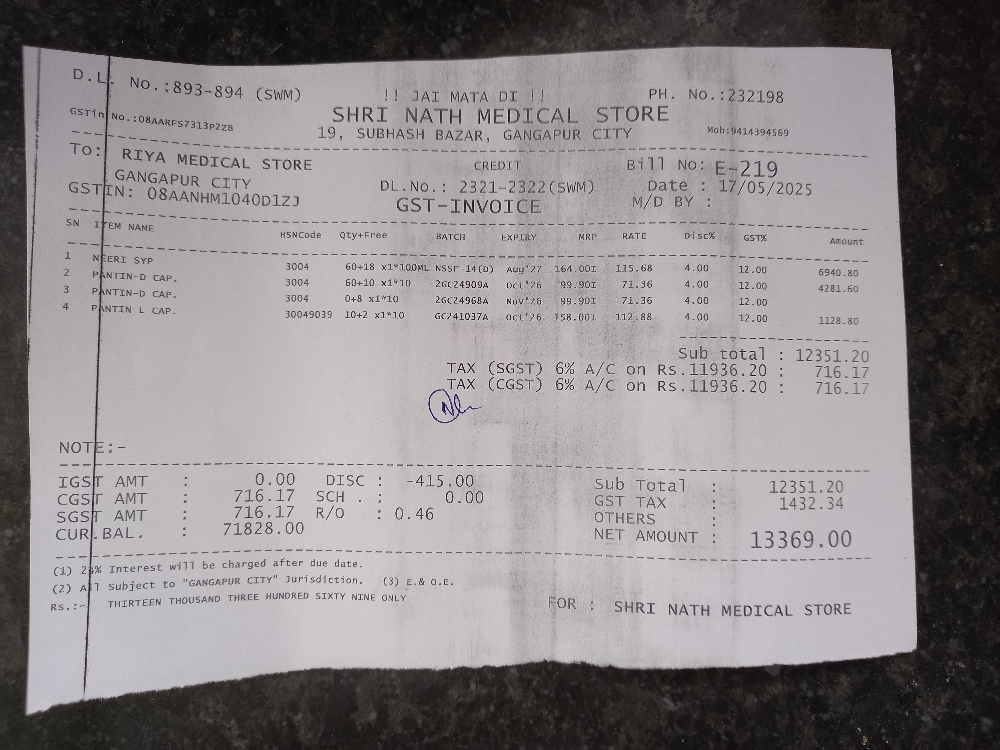 D.L. No.:893-894 (SWM) !! JAI MATA DI !! PH. No.:232198
GSTin No.:08AARFS7313P2ZB SHRI NATH MEDICAL STORE
19, SUBHASH BAZAR, GANGAPUR CITY Mob:9414394569
To: RIYA MEDICAL STORE CREDIT Bill No: E-219
GANGAPUR CITY DL.No.: 2321-2322(SWM) Date : 17/05/2025
GSTIN: 08AANHM1040D1ZJ GST-INVOICE M/D BY :
SN ITEM NAME HSNCode Qty+Free BATCH EXPIRY MRP RATE Disc% GST% Amount
1 NEERI SYP 3004 60+18 x1*100ML Aug'27 164.00I 115.68 4.00 12.00 6940.80
2 PANTIN-D CAP. 3004 60+10 x1*10 2GC24909A Oct'26 99.90I 71.36 4.00 12.00 4281.60
3 PANTIN-D CAP. 3004 0+8 x1*10 2GC24968A Nov'26 99.90I 71.36 4.00 12.00
4 PANTIN L CAP. 30049039 10+2 x1*10 GC241037A Oct'26 158.00I 112.88 4.00 12.00 1128.80
Sub total : 12351.20
TAX (SGST) 6% A/C on Rs.11936.20 : 716.17
TAX (CGST) 6% A/C on Rs.11936.20 : 716.17
NOTE:-
IGST AMT : 0.00 DISC : -415.00 Sub Total : 12351.20
CGST AMT : 716.17 SCH . : 0.00 GST TAX : 1432.34
SGST AMT : 716.17 R/O : 0.46 OTHERS :
CUR.BAL. : 71828.00 NET AMOUNT : 13369.00
(1) 24% Interest will be charged after due date.
(2) All Subject to "GANGAPUR CITY" Jurisdiction. (3) E.& O.E.
Rs.:- THIRTEEN THOUSAND THREE HUNDRED SIXTY NINE ONLY
FOR : SHRI NATH MEDICAL STORE